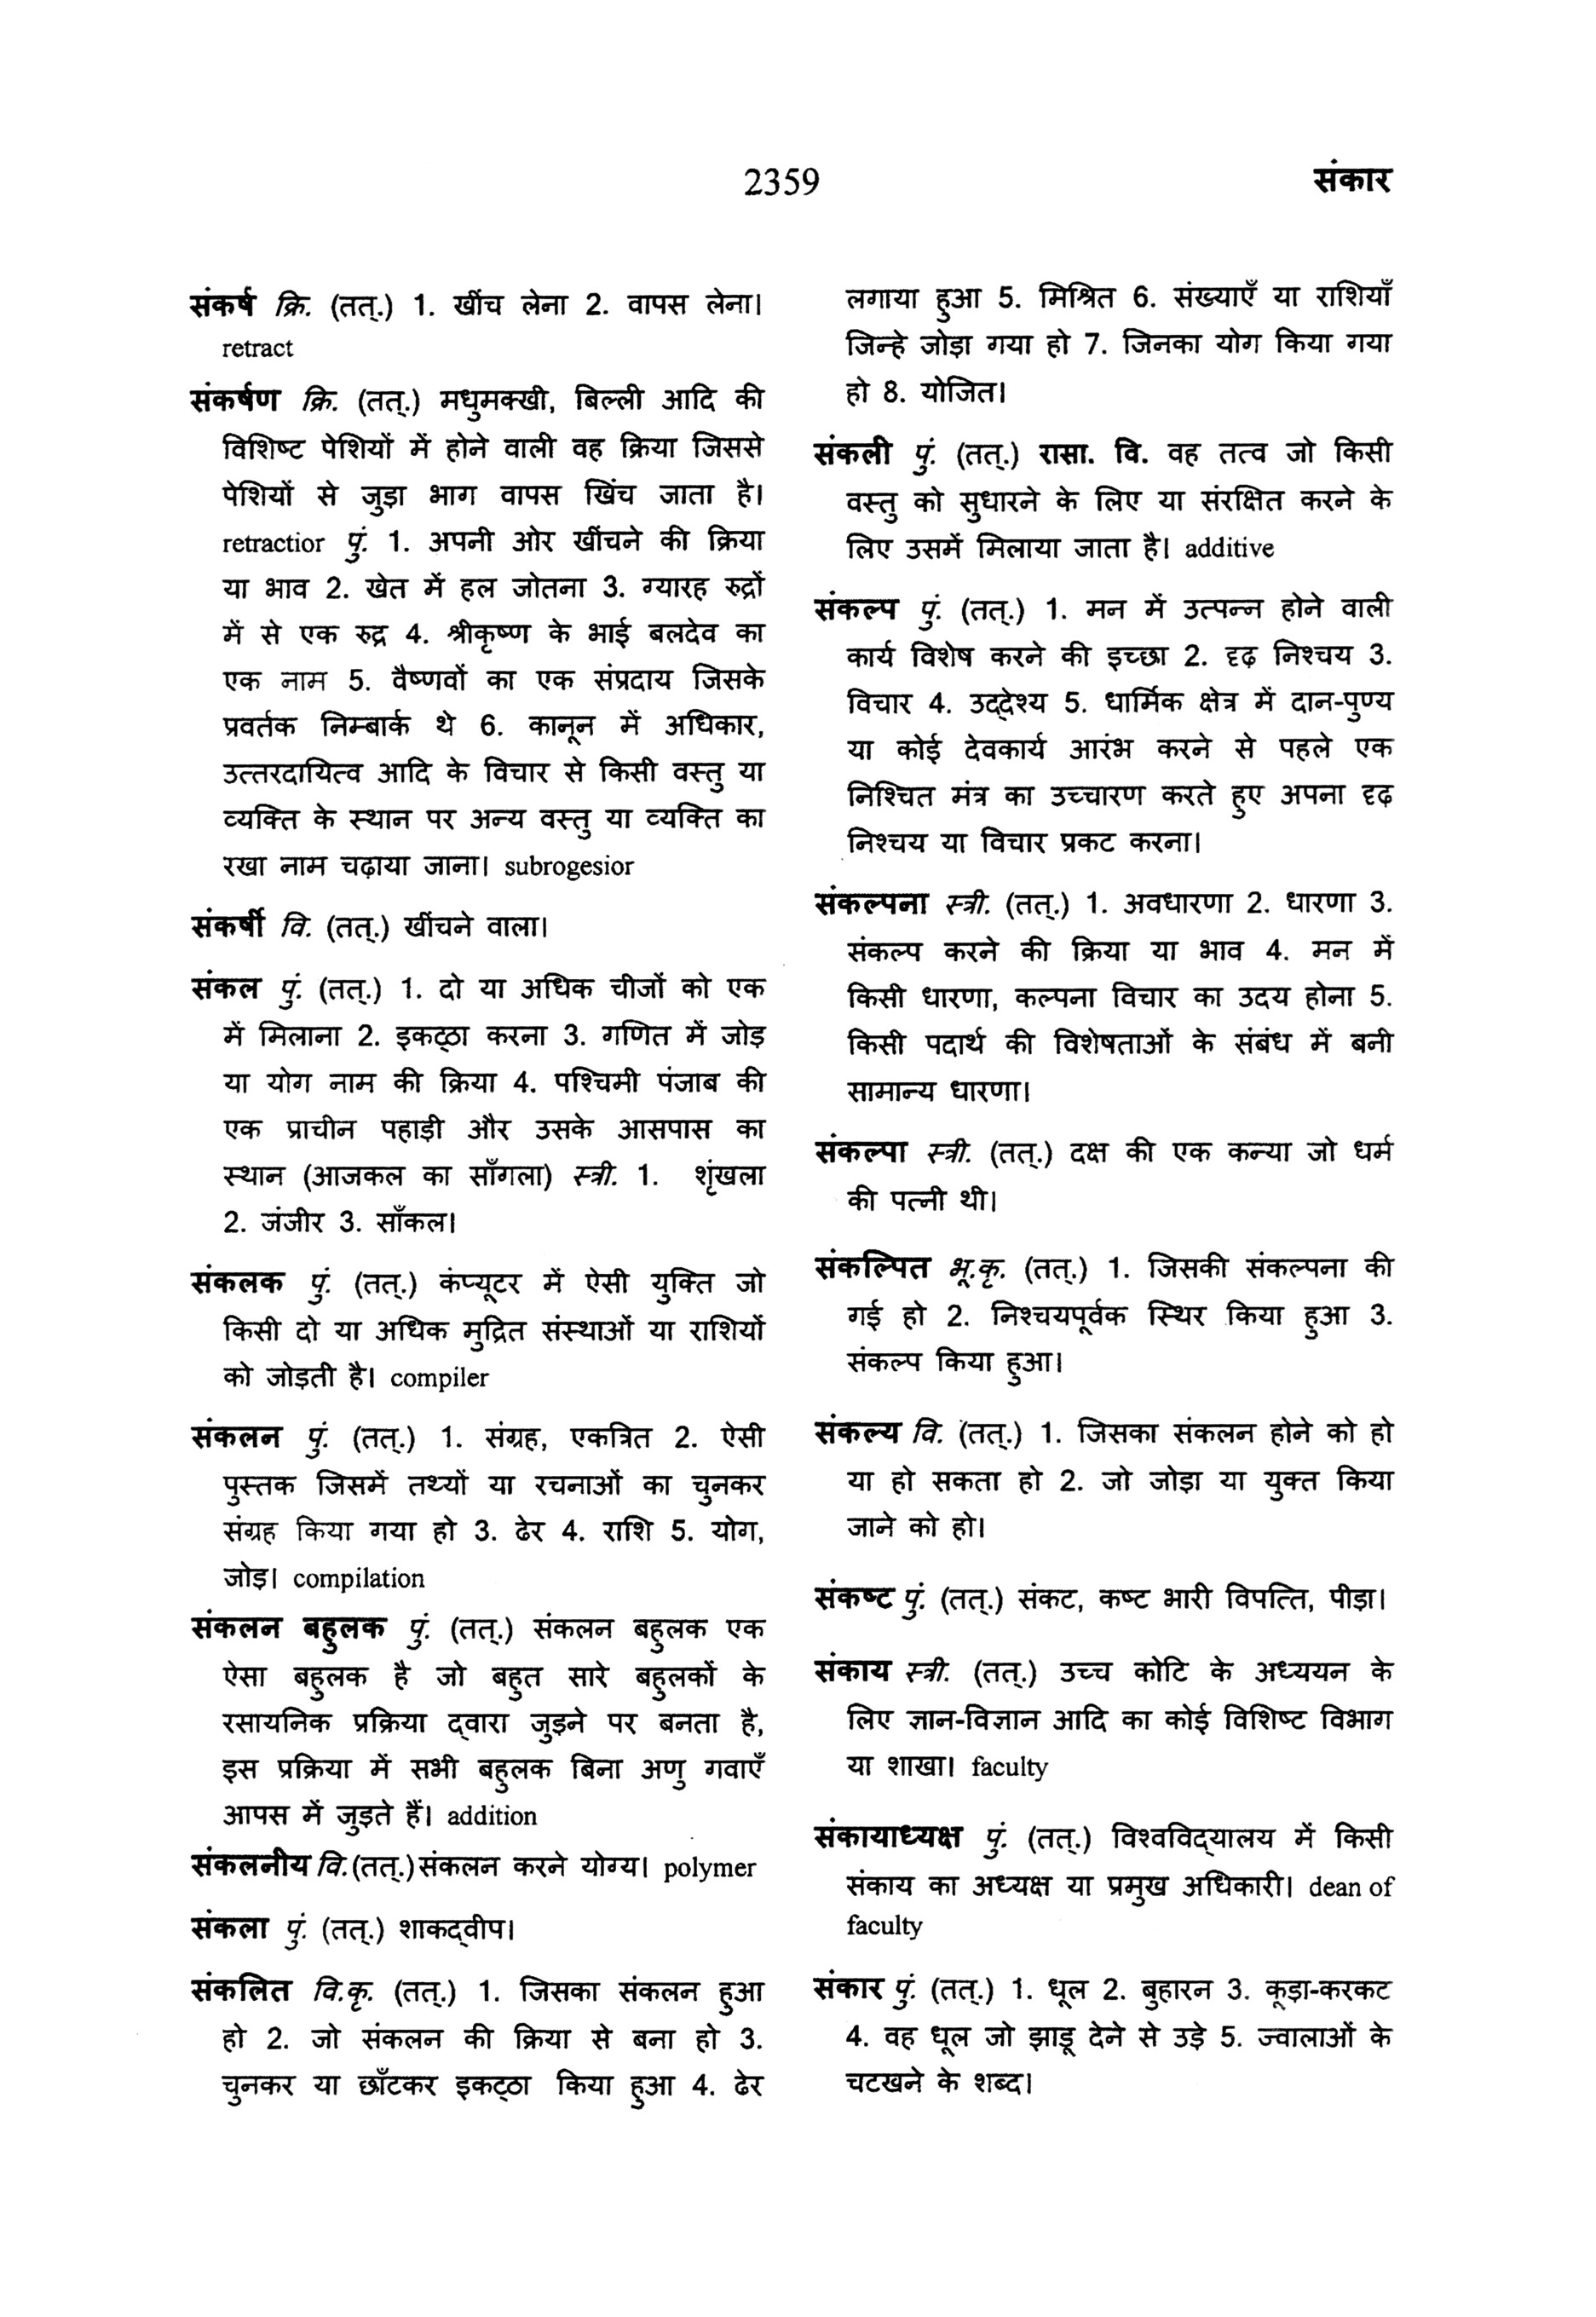 2359
संकार
संकर्ष क्रि. (तत्.) 1. खींच लेना 2. वापस लेना।
retract
संकर्षण क्रि. (तत्.) मधुमक्खी, बिल्ली आदि की
विशिष्ट पेशियों में होने वाली वह क्रिया जिससे
पेशियों से जुड़ा भाग वापस खिंच जाता है।
retractior पुं. 1. अपनी ओर खींचने की क्रिया
या भाव 2. खेत में हल जोतना 3. ग्यारह रुद्रों
में से एक रुद्र 4. श्रीकृष्ण के भाई बलदेव का
एक नाम 5. वैष्णवों का एक संप्रदाय जिसके
प्रवर्तक निम्बार्क थे 6. कानून में अधिकार,
उत्तरदायित्व आदि के विचार से किसी वस्तु या
व्यक्ति के स्थान पर अन्य वस्तु या व्यक्ति का
रखा नाम चढ़ाया जाना। subrogesior
संकर्षी वि. (तत्.) खींचने वाला।
संकल पुं. (तत्.) 1. दो या अधिक चीजों को एक
में मिलाना 2. इकट्ठा करना 3. गणित में जोड़
या योग नाम की क्रिया 4. पश्चिमी पंजाब की
एक प्राचीन पहाड़ी और उसके आसपास का
स्थान (आजकल का साँगला) स्त्री. 1. शृंखला
2. जंजीर 3. साँकल।
संकलक पुं. (तत्.) कंप्यूटर में ऐसी युक्ति जो
किसी दो या अधिक मुद्रित संस्थाओं या राशियों
को जोड़ती है। compiler
संकलन पुं. (तत्.) 1. संग्रह, एकत्रित 2. ऐसी
पुस्तक जिसमें तथ्यों या रचनाओं का चुनकर
संग्रह किया गया हो 3. ढेर 4. राशि 5. योग,
जोड़। compilation
संकलन बहुलक पुं. (तत्.) संकलन बहुलक एक
ऐसा बहुलक है जो बहुत सारे बहुलकों के
रसायनिक प्रक्रिया द्वारा जुड़ने पर बनता है,
इस प्रक्रिया में सभी बहुलक बिना अणु गवाएँ
आपस में जुड़ते हैं। addition
संकलनीय वि.(तत्.)संकलन करने योग्य। polymer
संकला पुं. (तत्.) शाकद्वीप।
संकलित वि.कृ. (तत्.) 1. जिसका संकलन हुआ
हो 2. जो संकलन की क्रिया से बना हो 3.
चुनकर या छाँटकर इकट्ठा किया हुआ 4. ढेर
लगाया हुआ 5. मिश्रित 6. संख्याएँ या राशियाँ
जिन्हे जोड़ा गया हो 7. जिनका योग किया गया
हो 8. योजित।
संकली पुं. (तत्.) रासा. वि. वह तत्व जो किसी
वस्तु को सुधारने के लिए या संरक्षित करने के
लिए उसमें मिलाया जाता है। additive
संकल्प पुं. (तत्.) 1. मन में उत्पन्न होने वाली
कार्य विशेष करने की इच्छा 2. दृढ़ निश्चय 3.
विचार 4. उद्देश्य 5. धार्मिक क्षेत्र में दान-पुण्य
या कोई देवकार्य आरंभ करने से पहले एक
निश्चित मंत्र का उच्चारण करते हुए अपना दृढ़
निश्चय या विचार प्रकट करना।
संकल्पना स्त्री. (तत्.) 1. अवधारणा 2. धारणा 3.
संकल्प करने की क्रिया या भाव 4. मन में
किसी धारणा, कल्पना विचार का उदय होना 5.
किसी पदार्थ की विशेषताओं के संबंध में बनी
सामान्य धारणा।
संकल्पा स्त्री. (तत्.) दक्ष की एक कन्या जो धर्म
की पत्नी थी।
संकल्पित भू.कृ. (तत्.) 1. जिसकी संकल्पना की
गई हो 2. निश्चयपूर्वक स्थिर किया हुआ 3.
संकल्प किया हुआ।
संकल्य वि. (तत्.) 1. जिसका संकलन होने को हो
या हो सकता हो 2. जो जोड़ा या युक्त किया
जाने को हो।
संकष्ट पुं. (तत्.) संकट, कष्ट भारी विपत्ति, पीड़ा।
संकाय स्त्री. (तत्.) उच्च कोटि के अध्ययन के
लिए ज्ञान-विज्ञान आदि का कोई विशिष्ट विभाग
या शाखा। faculty
संकायाध्यक्ष पुं. (तत्.) विश्वविद्यालय में किसी
संकाय का अध्यक्ष या प्रमुख अधिकारी। dean of
faculty
संकार पुं. (तत्.) 1. धूल 2. बुहारन 3. कूड़ा-करकट
4. वह धूल जो झाडू देने से उड़े 5. ज्वालाओं के
चटखने के शब्द।